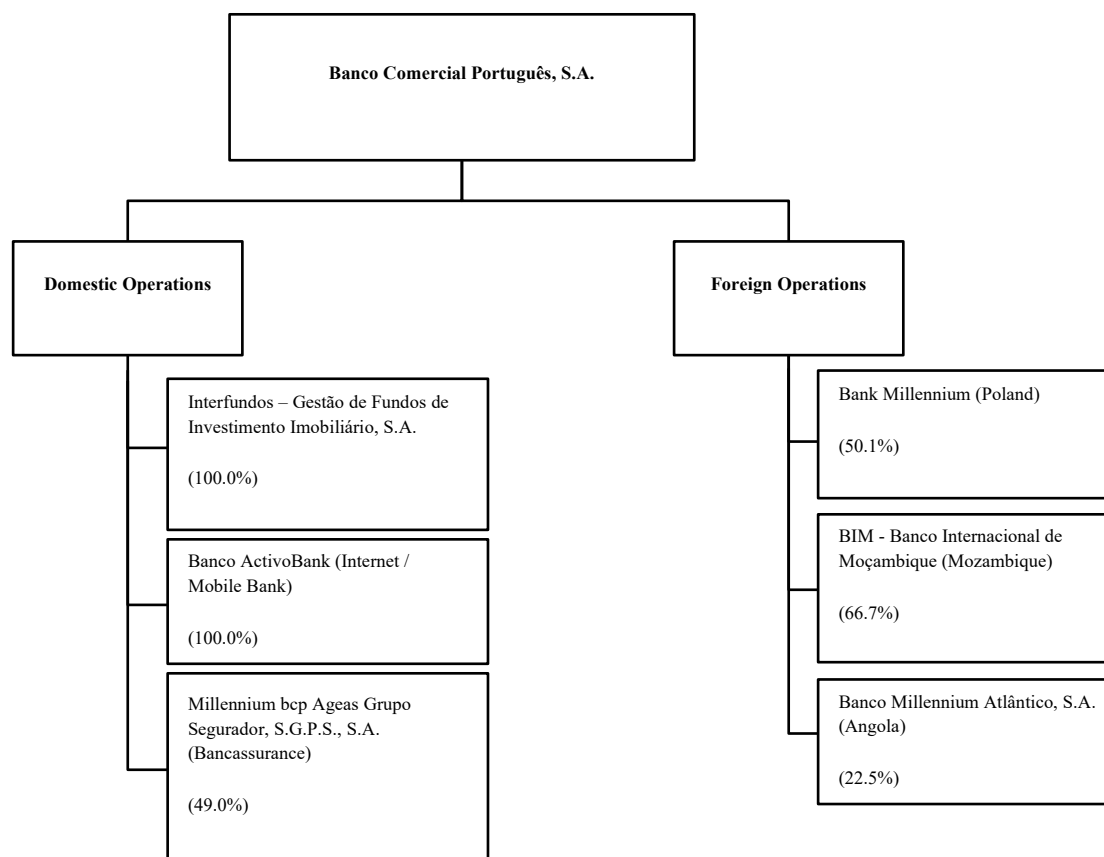 Banco Comercial Português, S.A.
Domestic Operations
Foreign Operations
Interfundos – Gestão de Fundos de
Investimento Imobiliário, S.A.
(100.0%)
Banco ActivoBank (Internet /
Mobile Bank)
(100.0%)
Millennium bcp Ageas Grupo
Segurador, S.G.P.S., S.A.
(Bancassurance)
(49.0%)
Bank Millennium (Poland)
(50.1%)
BIM - Banco Internacional de
Moçambique (Mozambique)
(66.7%)
Banco Millennium Atlântico, S.A.
(Angola)
(22.5%)